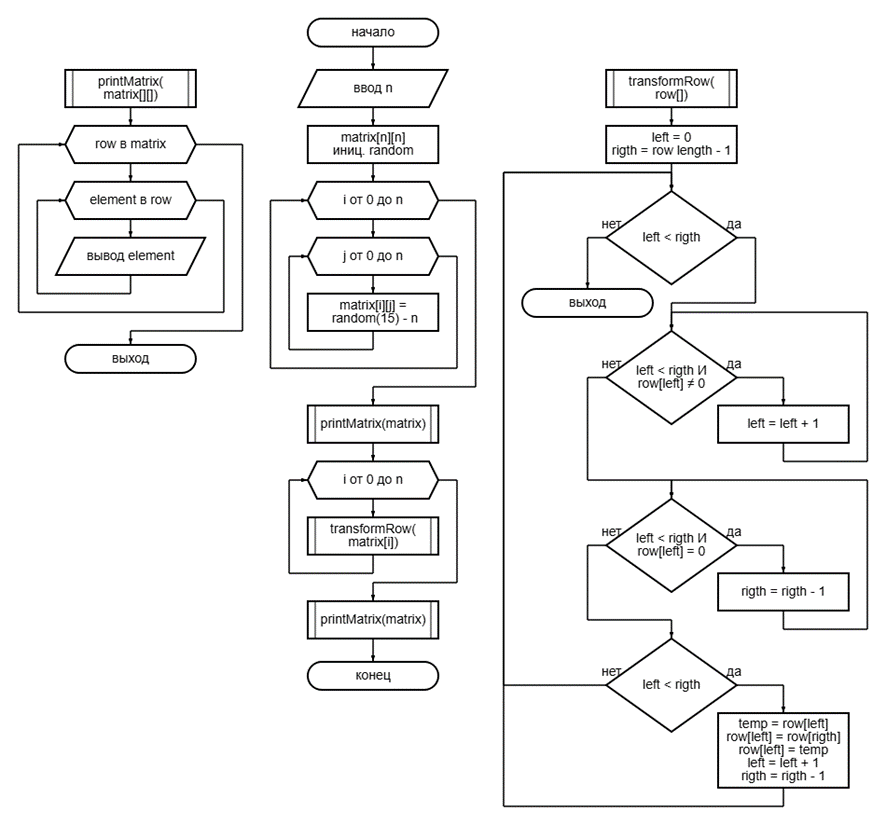 printMatrix(
matrix[][])
row в matrix
element в row
вывод element
выход
начало
ввод n
matrix[n][n]
иниц. random
i от 0 до n
j от 0 до n
matrix[i][j] =
random(15) - n
printMatrix(matrix)
i от 0 до n
transformRow(
matrix[i])
printMatrix(matrix)
конец
transformRow(
row[])
left = 0
rigth = row length - 1
нет
да
left < rigth
выход
нет
да
left < rigth И
row[left] ≠ 0
left = left + 1
нет
да
left < rigth И
row[left] = 0
rigth = rigth - 1
нет
да
left < rigth
temp = row[left]
row[left] = row[rigth]
row[left] = temp
left = left + 1
rigth = rigth - 1